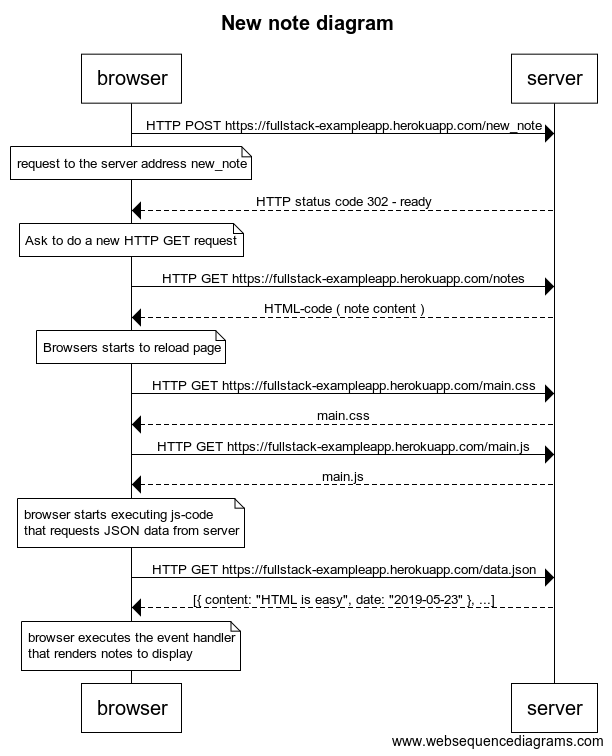 New note diagram
browser
server
HTTP POST https://fullstack-exampleapp.herokuapp.com/new_note
request to the server address new_note
HTTP status code 302 - ready
Ask to do a new HTTP GET request
HTTP GET https://fullstack-exampleapp.herokuapp.com/notes
HTML-code ( note content )
Browsers starts to reload page
HTTP GET https://fullstack-exampleapp.herokuapp.com/main.css
main.css
HTTP GET https://fullstack-exampleapp.herokuapp.com/main.js
main.js
browser starts executing js-code
that requests JSON data from server
HTTP GET https://fullstack-exampleapp.herokuapp.com/data.json
[{ content: "HTML is easy", date: "2019-05-23" }, ...]
browser executes the event handler
that renders notes to display
browser
server
www.websequencediagrams.com